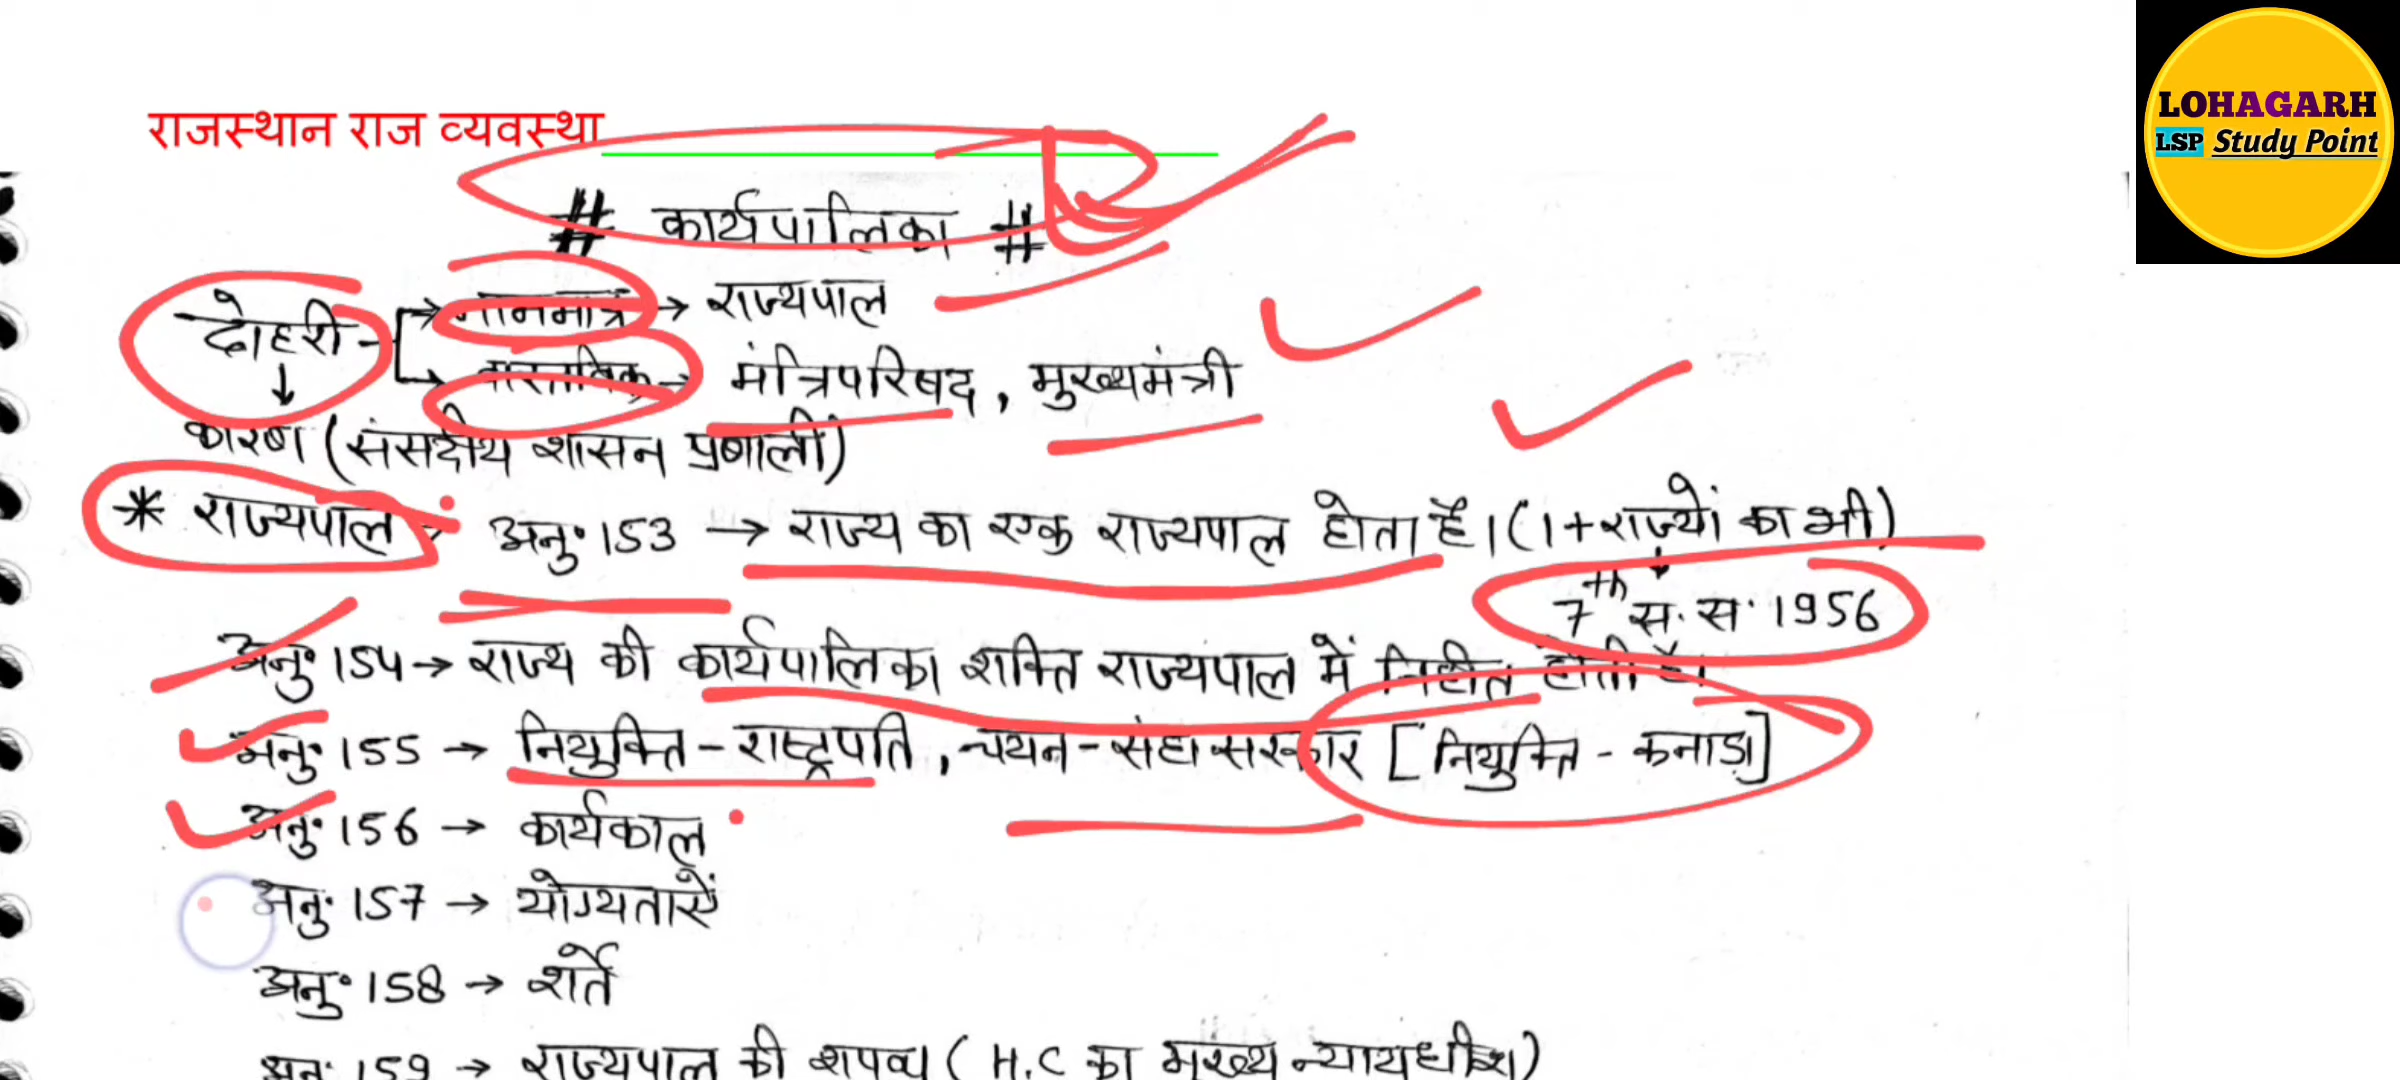 राजस्थान राज व्यवस्था
LOHAGARH
LSP Study Point
# कार्यपालिका #
दोहरी - → नाममात्र → राज्यपाल
→ वास्तविक → मंत्रिपरिषद, मुख्यमंत्री
↓
कारण (संसदीय शासन प्रणाली)
* राज्यपाल → अनु॰ 153 → राज्य का एक राज्यपाल होता है। (1+राज्यों का भी)
7th स. स. 1956
अनु॰ 154 → राज्य की कार्यपालिका शक्ति राज्यपाल में निहीत होती है।
अनु॰ 155 → नियुक्ति - राष्ट्रपति, चयन - संघ सरकार [नियुक्ति - कनाडा]
अनु॰ 156 → कार्यकाल
अनु॰ 157 → योग्यताऐं
अनु॰ 158 → शर्ते
अनु॰ 159 → राज्यपाल की शपथ (H.C का मुख्य न्यायधीश)